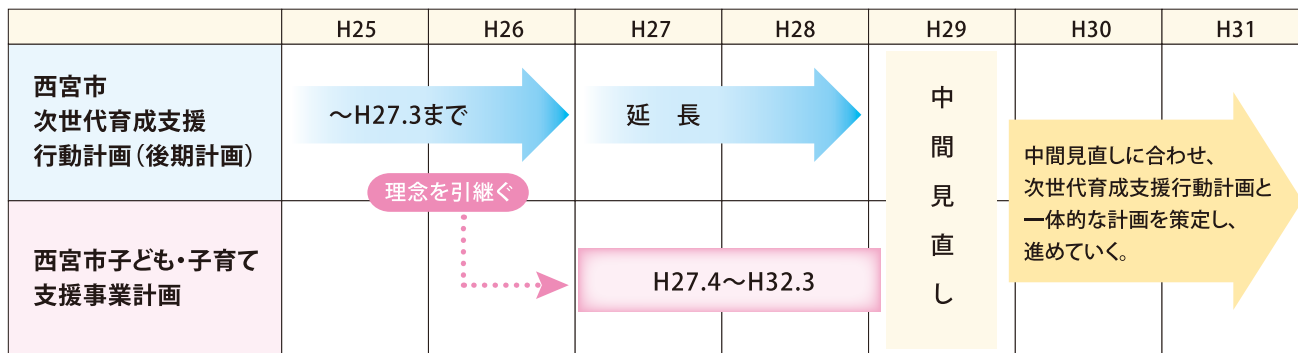 H25 H26 H27 H28 H29 H30 H31
西宮市
次世代育成支援
行動計画（後期計画）
～H27.3まで
延　長
理念を引継ぐ
西宮市子ども・子育て
支援事業計画
H27.4～H32.3
中間見直し
中間見直しに合わせ、
次世代育成支援行動計画と
一体的な計画を策定し、
進めていく。